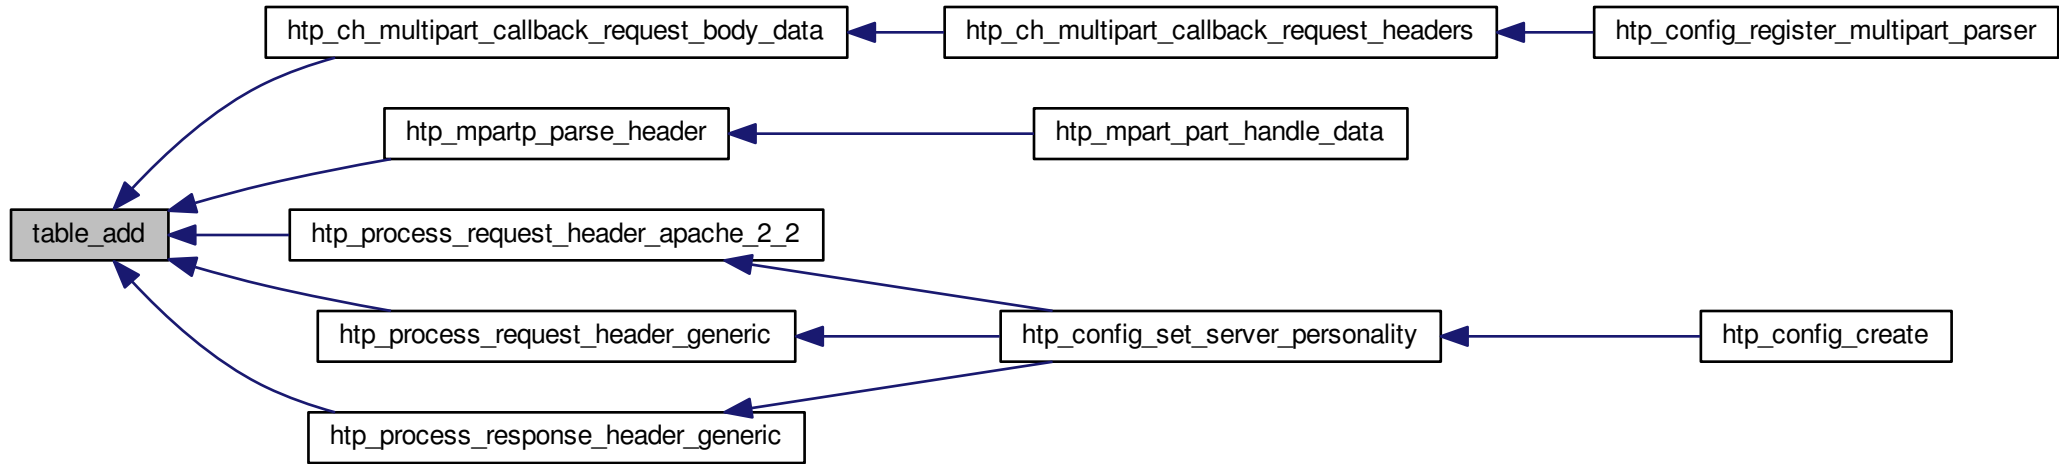 htp_ch_multipart_callback_request_body_data
htp_ch_multipart_callback_request_headers
htp_config_register_multipart_parser
htp_mpartp_parse_header
htp_mpart_part_handle_data
table_add
htp_process_request_header_apache_2_2
htp_process_request_header_generic
htp_config_set_server_personality
htp_config_create
htp_process_response_header_generic